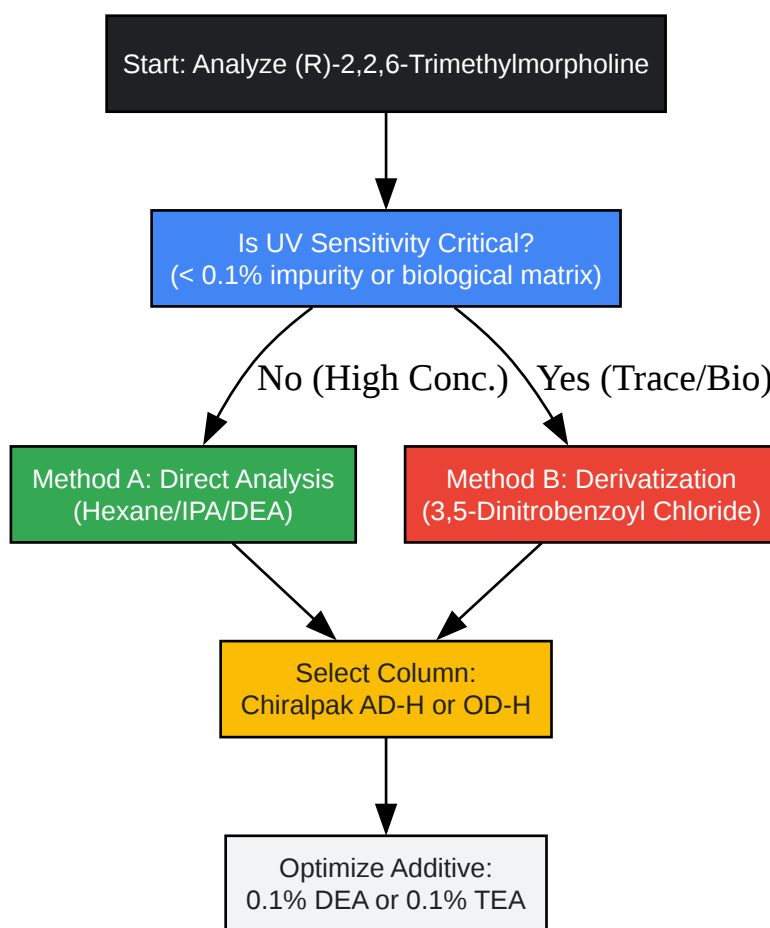 Start: Analyze (R)-2,2,6-Trimethylmorpholine
Is UV Sensitivity Critical?
(< 0.1% impurity or biological matrix)
No (High Conc.)
Yes (Trace/Bio)
Method A: Direct Analysis
(Hexane/IPA/DEA)
Method B: Derivatization
(3,5-Dinitrobenzoyl Chloride)
Select Column:
Chiralpak AD-H or OD-H
Optimize Additive:
0.1% DEA or 0.1% TEA